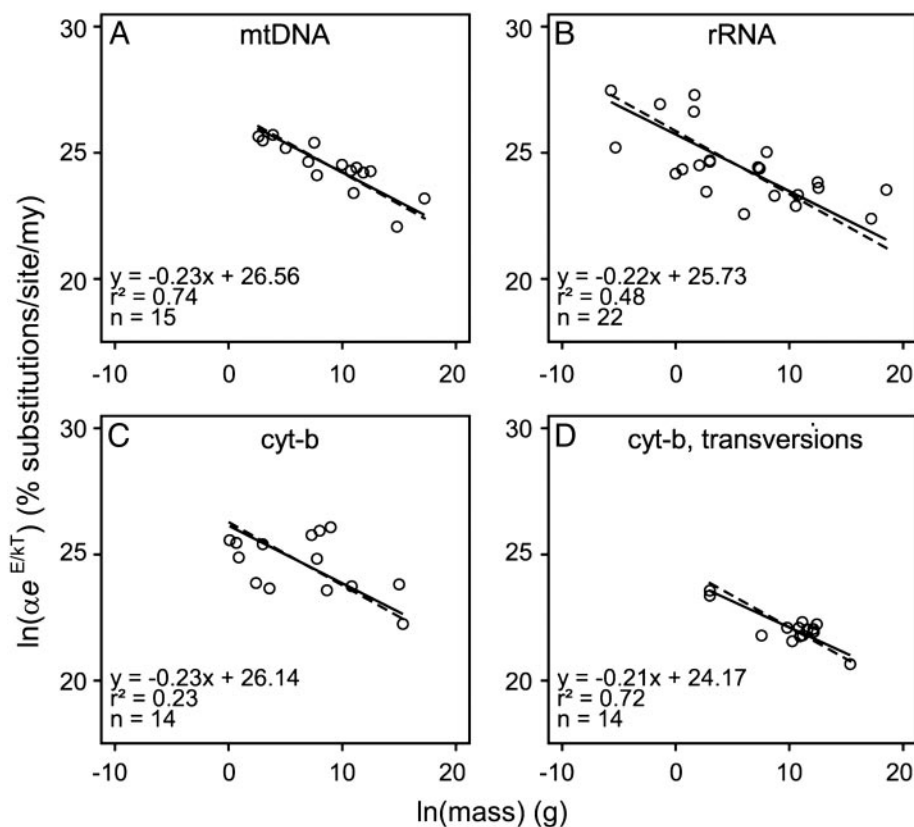 ln(αe E/kT) (% substitutions/site/my)
A mtDNA
30
25
20
y = -0.23x + 26.56
r² = 0.74
n = 15
-10 0 10 20
B rRNA
30
25
20
y = -0.22x + 25.73
r² = 0.48
n = 22
-10 0 10 20
C cyt-b
30
25
20
y = -0.23x + 26.14
r² = 0.23
n = 14
-10 0 10 20
D cyt-b, transversions
30
25
20
y = -0.21x + 24.17
r² = 0.72
n = 14
-10 0 10 20
ln(mass) (g)